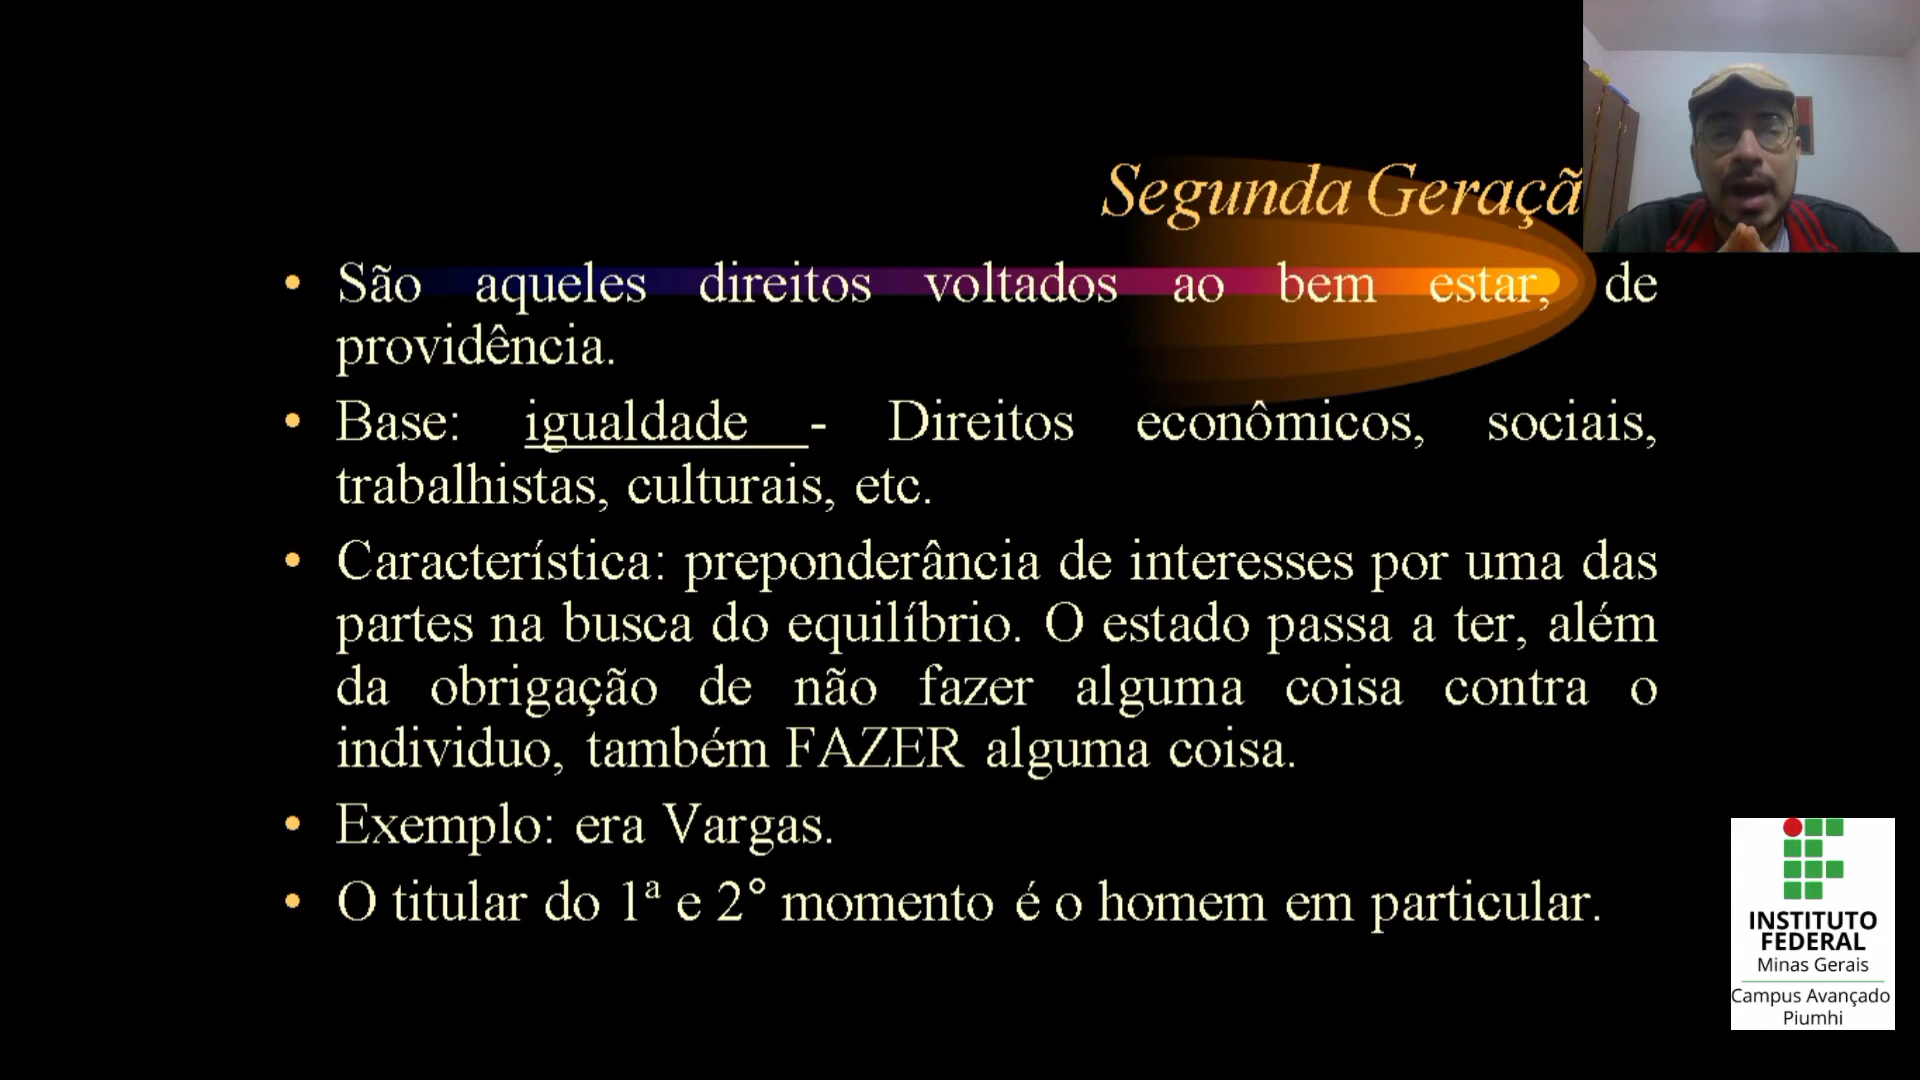 Segunda Geraçã
• São aqueles direitos voltados ao bem estar, de
providência.
• Base: igualdade - Direitos econômicos, sociais,
trabalhistas, culturais, etc.
• Característica: preponderância de interesses por uma das
partes na busca do equilíbrio. O estado passa a ter, além
da obrigação de não fazer alguma coisa contra o
individuo, também FAZER alguma coisa.
• Exemplo: era Vargas.
• O titular do 1ª e 2° momento é o homem em particular.
INSTITUTO
FEDERAL
Minas Gerais
Campus Avançado
Piumhi